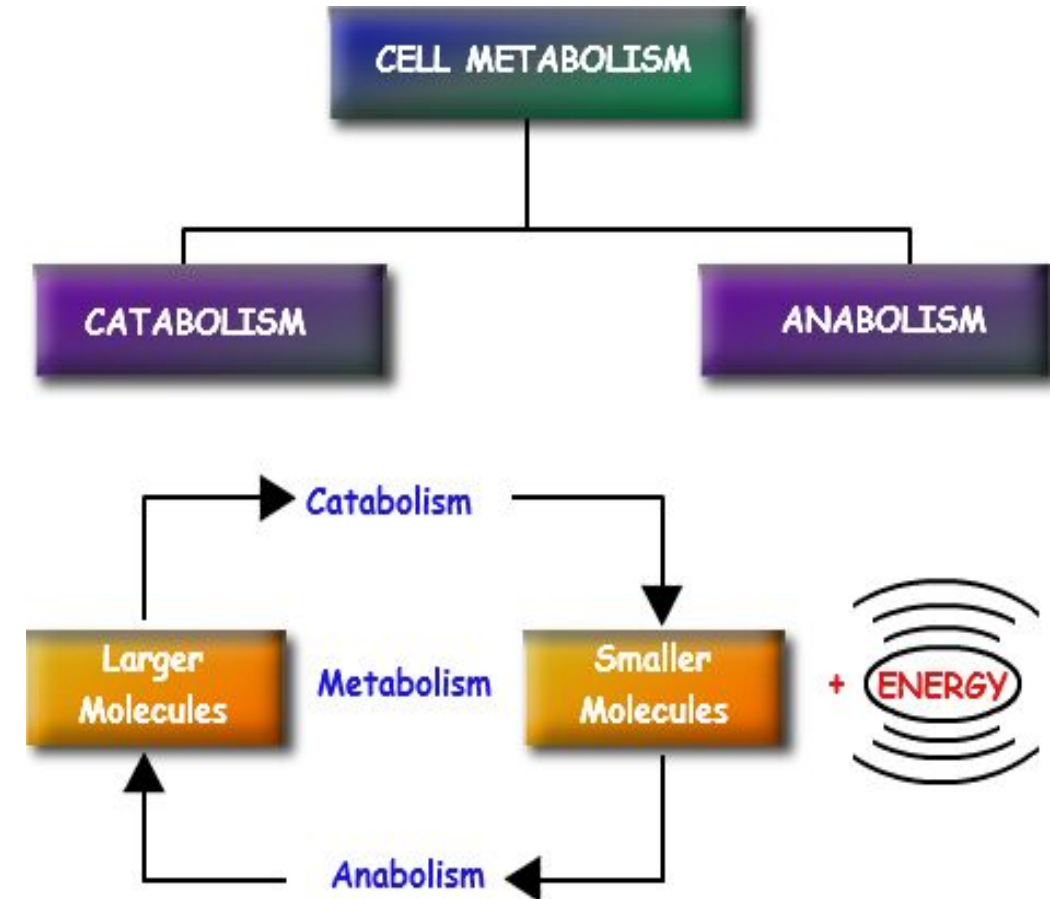 CELL METABOLISM
CATABOLISM
ANABOLISM
Catabolism
Larger
Molecules
Metabolism
Smaller
Molecules
+ ENERGY
Anabolism